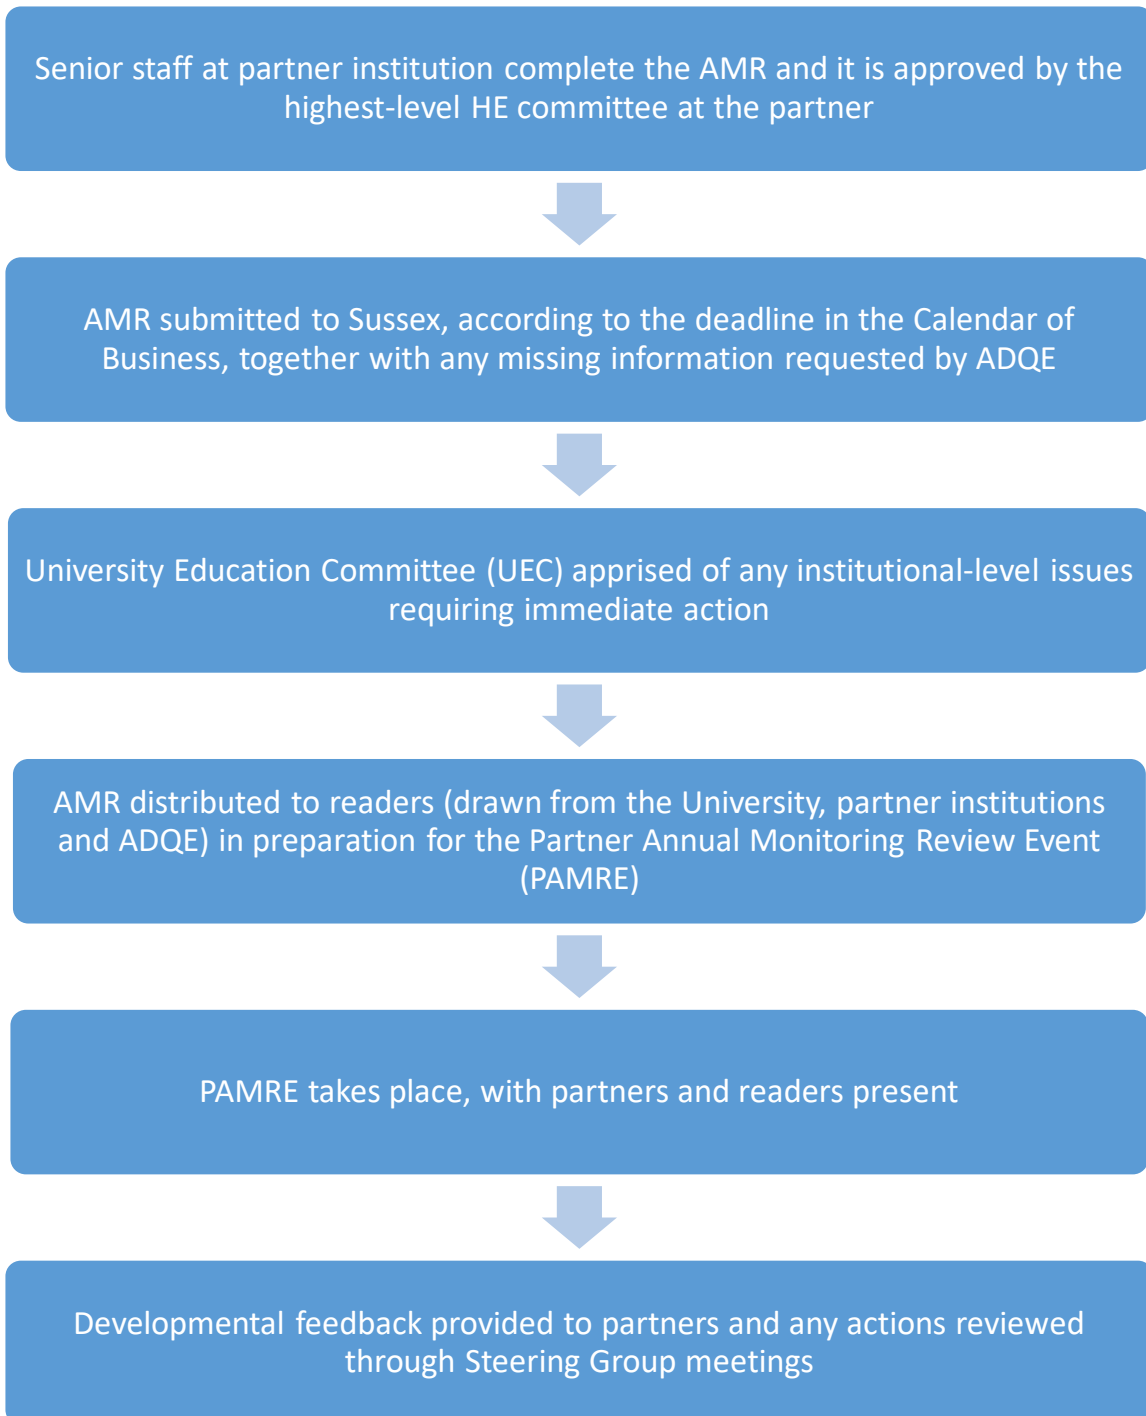 Senior staff at partner institution complete the AMR and it is approved by the
highest-level HE committee at the partner
AMR submitted to Sussex, according to the deadline in the Calendar of
Business, together with any missing information requested by ADQE
University Education Committee (UEC) apprised of any institutional-level issues
requiring immediate action
AMR distributed to readers (drawn from the University, partner institutions
and ADQE) in preparation for the Partner Annual Monitoring Review Event
(PAMRE)
PAMRE takes place, with partners and readers present
Developmental feedback provided to partners and any actions reviewed
through Steering Group meetings